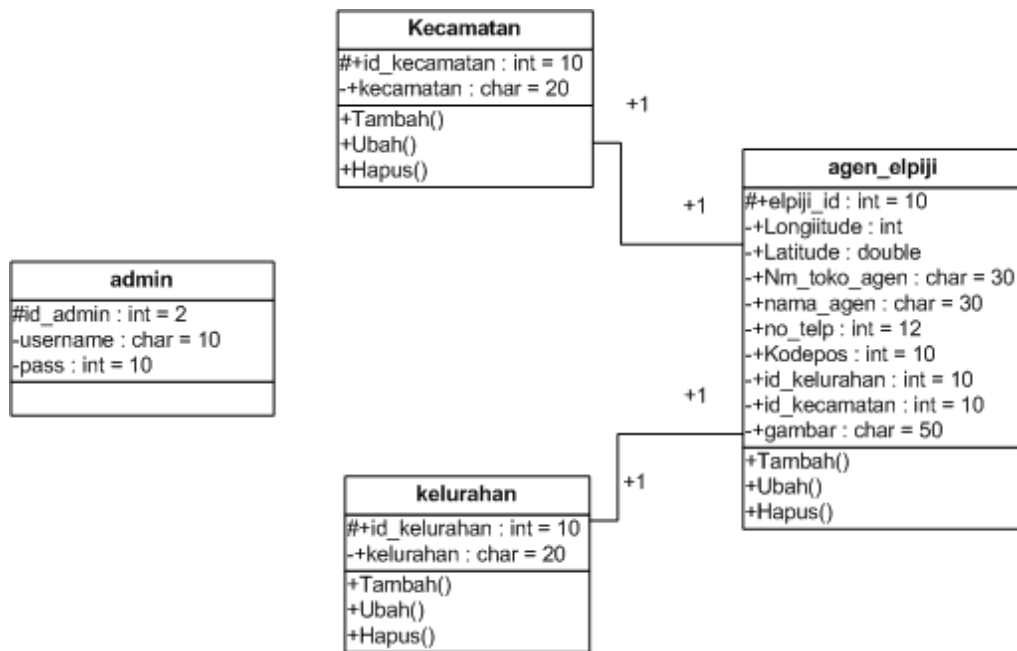 Kecamatan
#+id_kecamatan : int = 10
-+kecamatan : char = 20
+Tambah()
+Ubah()
+Hapus()
+1
+1
agen_elpiji
#+elpiji_id : int = 10
-+Longiitude : int
-+Latitude : double
-+Nm_toko_agen : char = 30
-+nama_agen : char = 30
-+no_telp : int = 12
-+Kodepos : int = 10
-+id_kelurahan : int = 10
-+id_kecamatan : int = 10
-+gambar : char = 50
+Tambah()
+Ubah()
+Hapus()
admin
#id_admin : int = 2
-username : char = 10
-pass : int = 10
+1
+1
kelurahan
#+id_kelurahan : int = 10
-+kelurahan : char = 20
+Tambah()
+Ubah()
+Hapus()